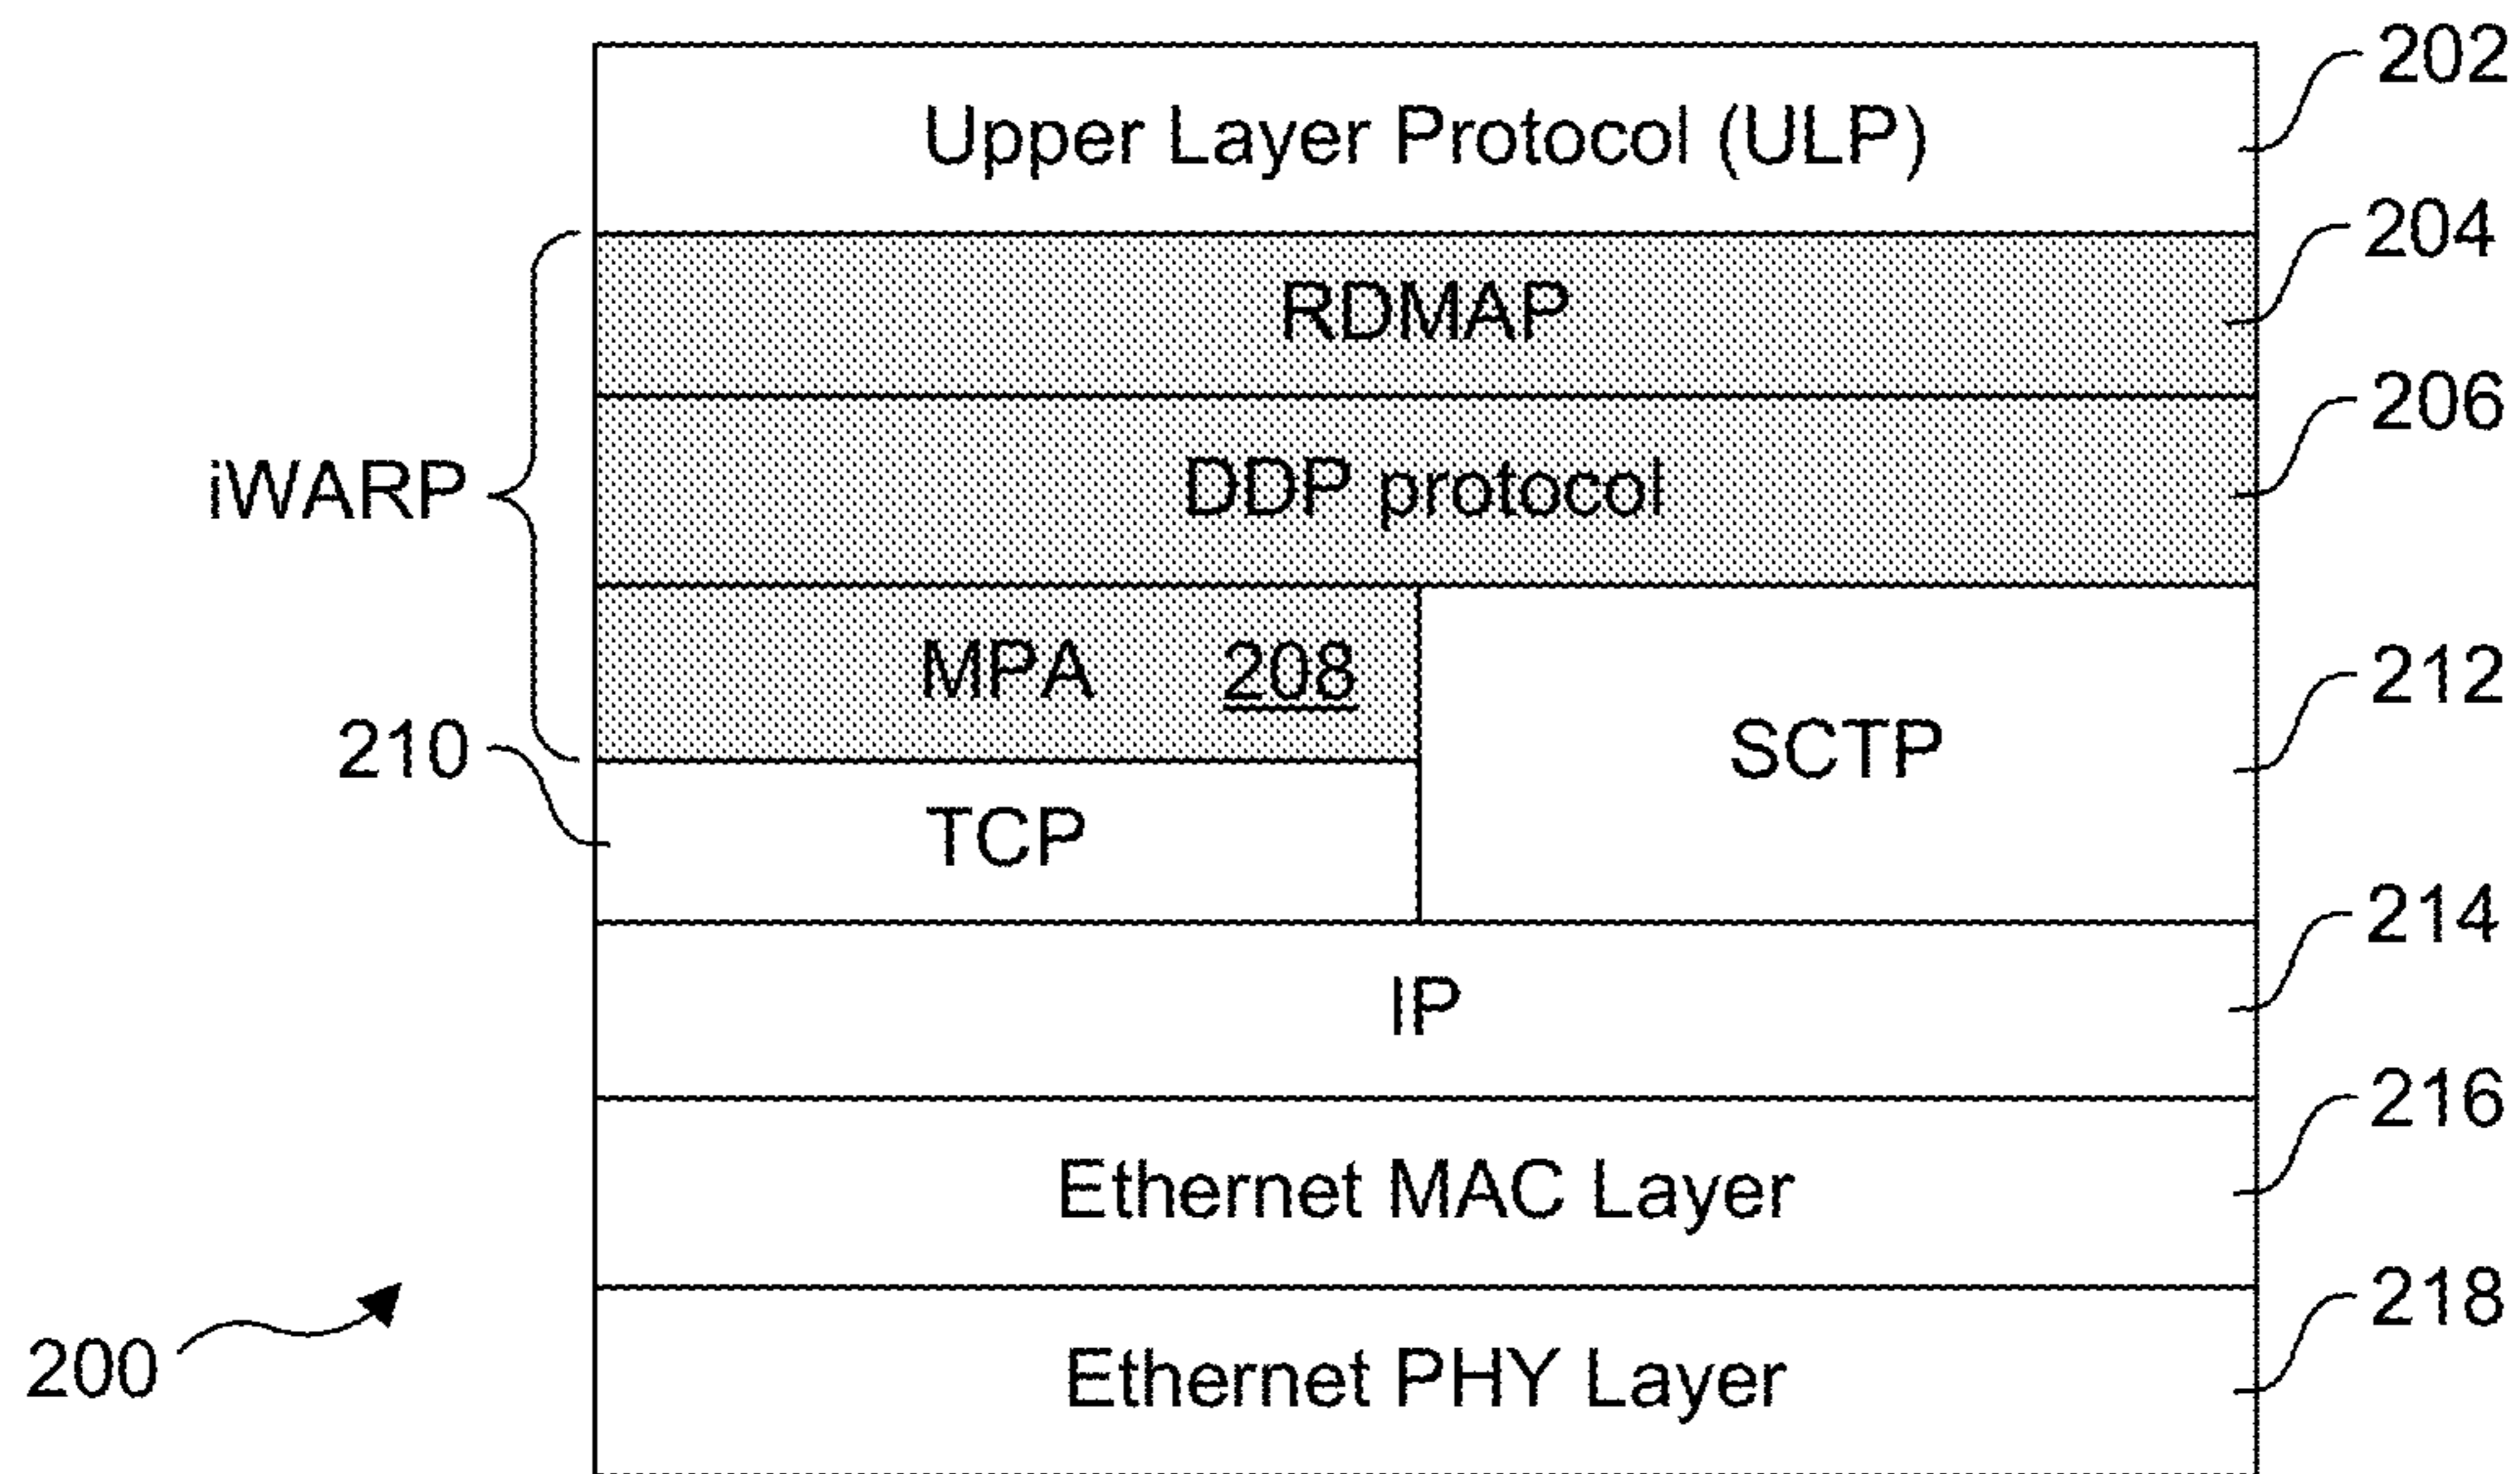 202
Upper Layer Protocol (ULP)
204
RDMAP
206
iWARP
DDP protocol
MPA 208
212
210
SCTP
TCP
214
IP
216
Ethernet MAC Layer
218
200
Ethernet PHY Layer